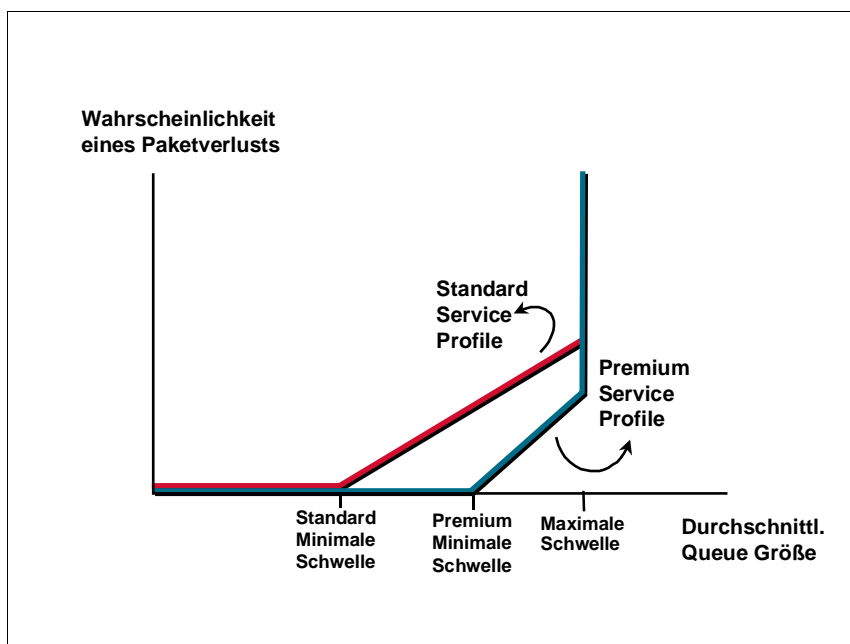 Wahrscheinlichkeit
eines Paketverlusts
Standard
Service
Profile
Premium
Service
Profile
Standard
Minimale
Schwelle
Premium
Minimale
Schwelle
Maximale
Schwelle
Durchschnittl.
Queue Größe